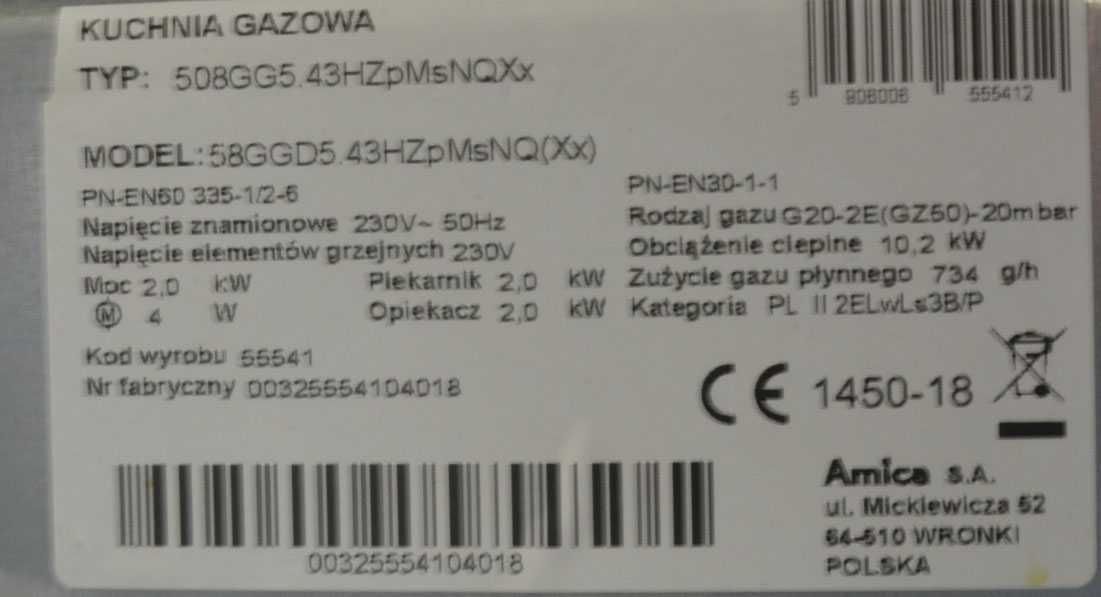 KUCHNIA GAZOWA
TYP: 508GG5.43HZpMsNQXx
5 906006 555412
MODEL:58GGD5.43HZpMsNQ(Xx)
PN-EN60 335-1/2-6
Napięcie znamionowe 230V~ 50Hz
Napięcie elementów grzejnych 230V
Moc 2,0 kW Piekarnik 2,0 kW
M 4 W Opiekacz 2,0 kW
PN-EN30-1-1
Rodzaj gazu G20-2E(GZ50)-20mbar
Obciążenie cieplne 10,2 kW
Zużycie gazu płynnego 734 g/h
Kategoria PL II 2ELwLs3B/P
Kod wyrobu 55541
Nr fabryczny 00325554104018
CE 1450-18
00325554104018
Amica S.A.
ul. Mickiewicza 52
64-510 WRONKI
POLSKA